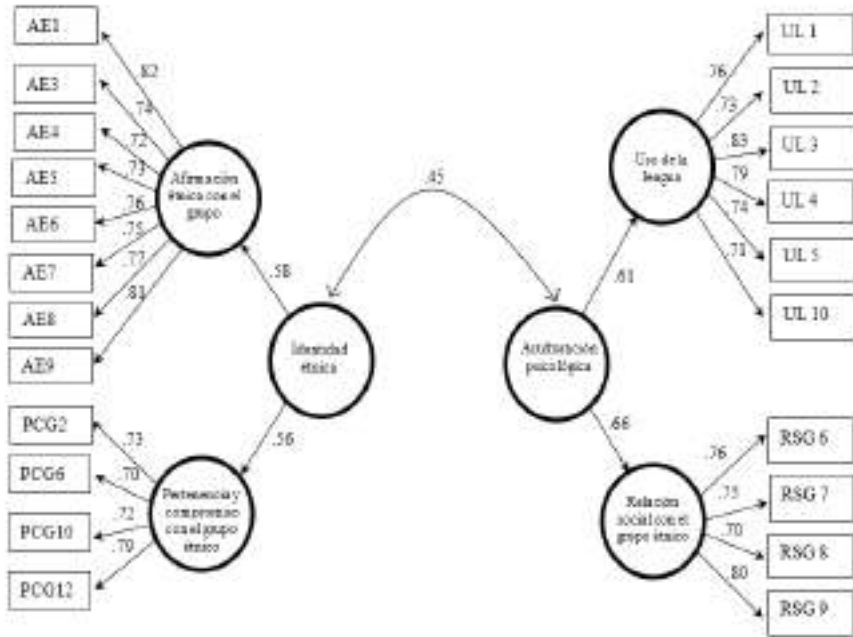 AE1
AE3
AE4
AE5
AE6
AE7
AE8
AE9
.82
.74
.72
.73
.76
.75
.77
.81
Afirmación
étnica con el
grupo
.58
Identidad
étnica
.56
PCG2
PCG6
PCG10
PCG12
.73
.70
.72
.79
Pertenencia y
compromiso
con el grupo
étnico
.45
Aculturación
psicológica
.61
Uso de la
lengua
.76
.73
.83
.79
.74
.71
UL 1
UL 2
UL 3
UL 4
UL 5
UL 10
.66
Relación
social con el
grupo étnico
.76
.75
.70
.80
RSG 6
RSG 7
RSG 8
RSG 9